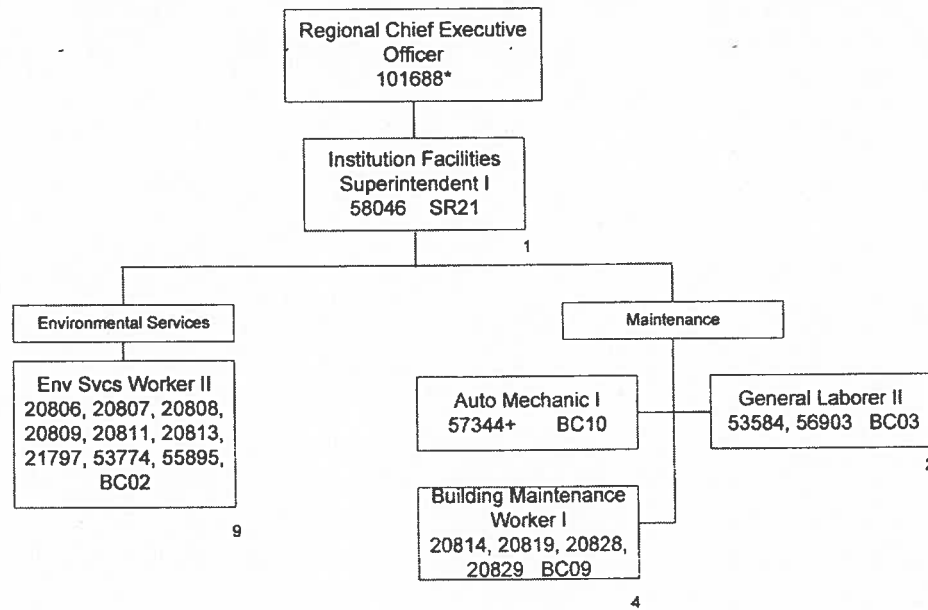 Regional Chief Executive
Officer
101688*
Institution Facilities
Superintendent I
58046 SR21
1
Environmental Services
Maintenance
Env Svcs Worker II
20806, 20807, 20808,
20809, 20811, 20813,
21797, 53774, 55895,
BC02
9
Auto Mechanic I
57344+ BC10
General Laborer II
53584, 56903 BC03
2
Building Maintenance
Worker I
20814, 20819, 20828,
20829 BC09
4